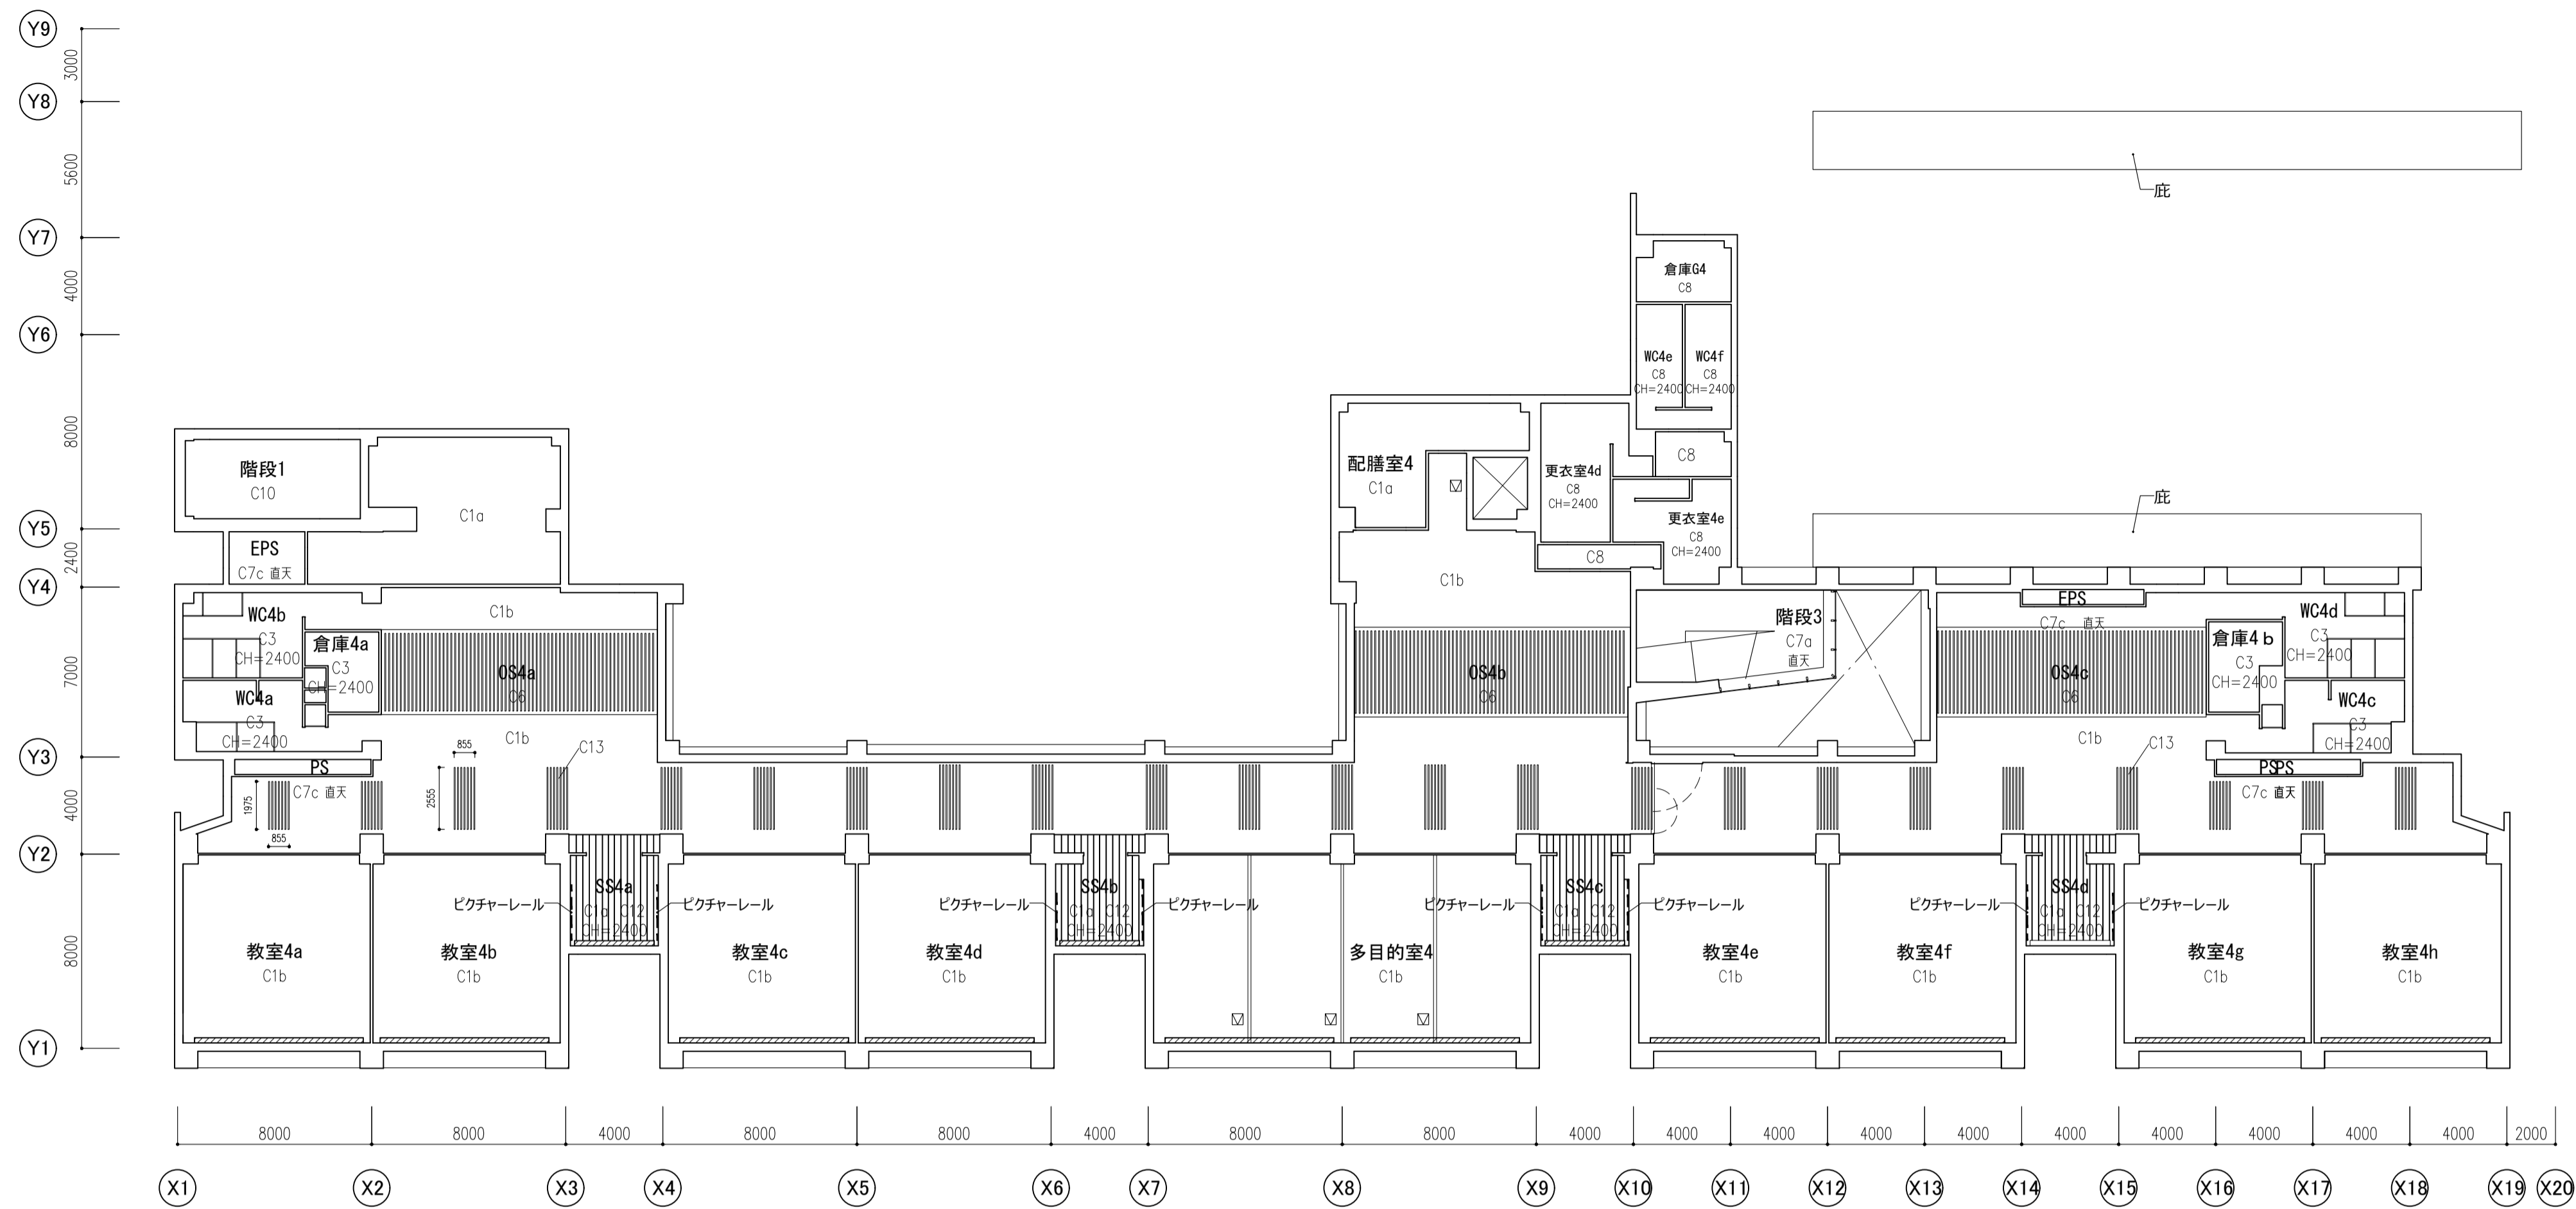 Y9
3000
Y8
5600
庇
Y7
4000
倉庫G4
C8
Y6
WC4e
C8
CH=2400
WC4f
C8
CH=2400
8000
階段1
C10
C1a
配膳室4
C1a
更衣室4d
C8
CH=2400
C8
庇
Y5
2400
EPS
C7c 直天
更衣室4e
C8
CH=2400
C8
C1b
Y4
WC4b
C3
CH=2400
倉庫4a
C3
CH=2400
C1b
OS4a
C6
OS4b
C6
階段3
C7a
直天
EPS
C7c 直天
OS4c
C6
倉庫4b
C3
CH=2400
WC4d
C3
CH=2400
7000
WC4a
C3
CH=2400
C1b
C1b
WC4c
C3
CH=2400
Y3
PS
C7c 直天
855
C13
C13
PS
PS
C7c 直天
4000
1975
2555
855
Y2
SS4a
C1a C12
CH=2400
SS4b
C1a C12
CH=2400
SS4c
C1a C12
CH=2400
SS4d
C1a C12
CH=2400
ピクチャーレール
ピクチャーレール
ピクチャーレール
ピクチャーレール
ピクチャーレール
ピクチャーレール
ピクチャーレール
ピクチャーレール
8000
教室4a
C1b
教室4b
C1b
教室4c
C1b
教室4d
C1b
多目的室4
C1b
教室4e
C1b
教室4f
C1b
教室4g
C1b
教室4h
C1b
Y1
8000 8000 4000 8000 8000 4000 8000 8000 4000 4000 4000 4000 4000 4000 4000 4000 4000 4000 2000
X1 X2 X3 X4 X5 X6 X7 X8 X9 X10 X11 X12 X13 X14 X15 X16 X17 X18 X19 X20